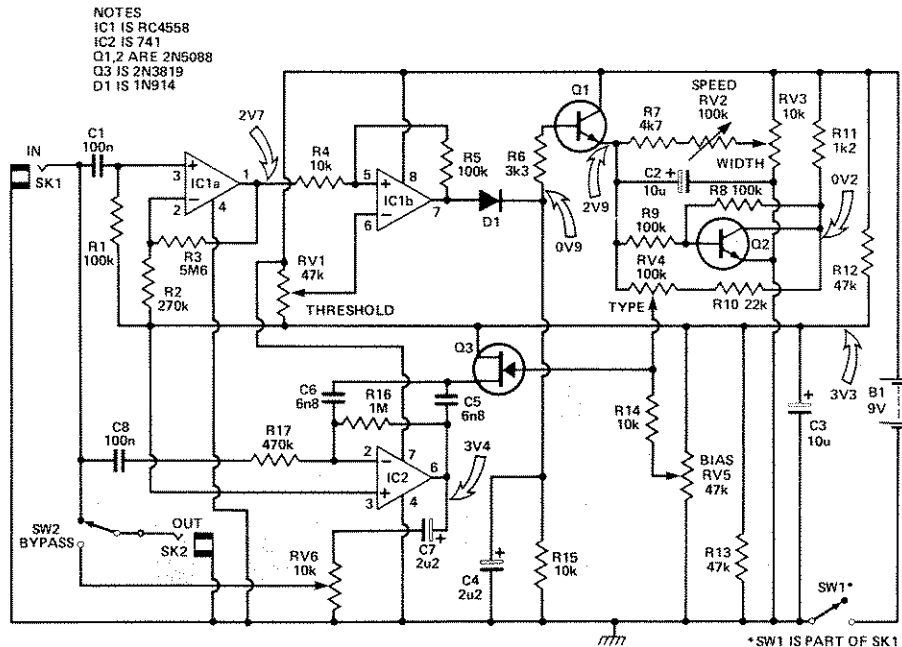 NOTES
IC1 IS RC4558
IC2 IS 741
Q1,2 ARE 2N5088
Q3 IS 2N3819
D1 IS 1N914
IN
SK1
C1
100n
R1
100k
3
2
+
−
IC1a
1
4
2V7
R3
5M6
R2
270k
R4
10k
5
6
+
−
8
IC1b
7
R5
100k
D1
RV1
47k
THRESHOLD
R6
3k3
0V9
Q1
2V9
R7
4k7
SPEED
RV2
100k
WIDTH
RV3
10k
R11
1k2
C2
10u
+
R8 100k
0V2
R9
100k
Q2
RV4
100k
TYPE
R10 22k
R12
47k
3V3
Q3
C6
6n8
R16
1M
C5
6n8
C8
100n
R17
470k
2
3
−
+
7
IC2
6
4
3V4
R14
10k
BIAS
RV5
47k
C3
10u
+
B1
9V
SW2
BYPASS
OUT
SK2
RV6
10k
C7
2u2
+
C4
2u2
+
R15
10k
R13
47k
SW1*
*SW1 IS PART OF SK1